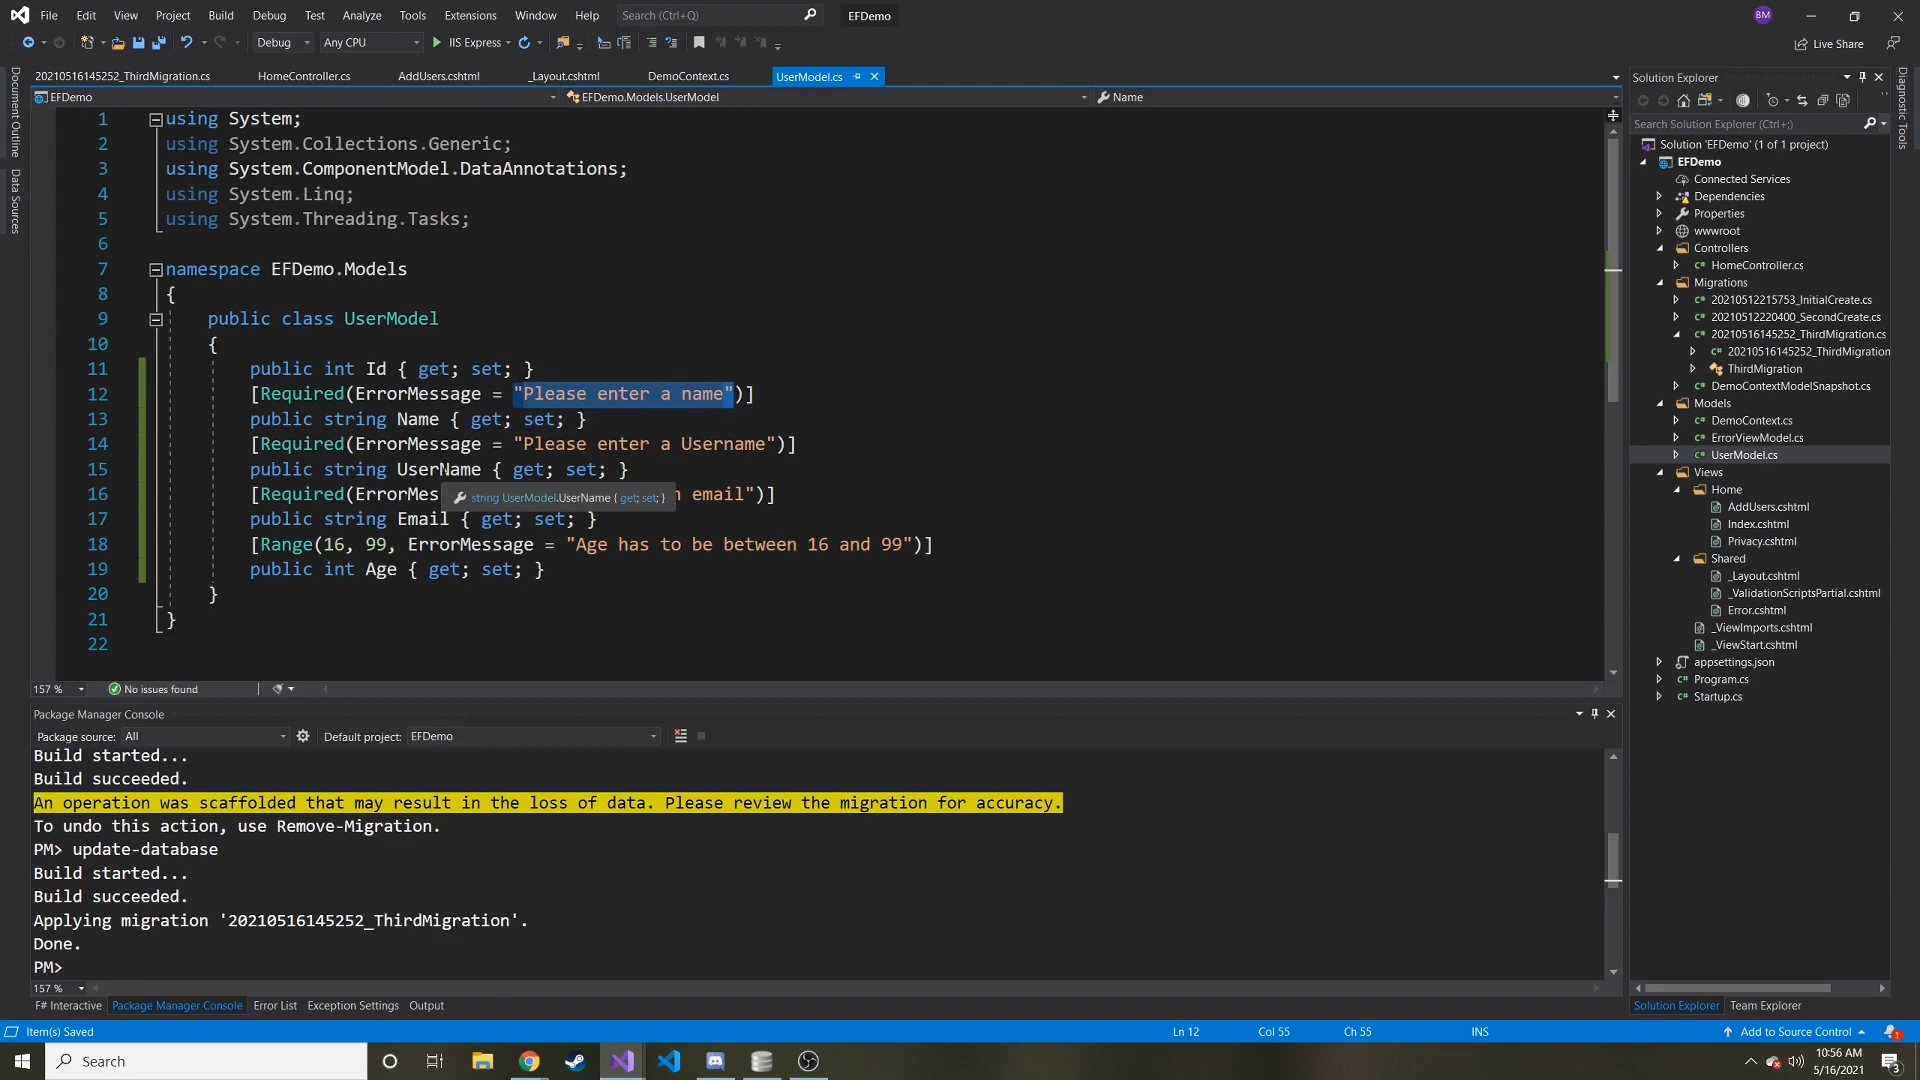 File Edit View Project Build Debug Test Analyze Tools Extensions Window Help Search (Ctrl+Q) EFDemo BM
Debug Any CPU IIS Express Live Share
20210516145252_ThirdMigration.cs HomeController.cs AddUsers.cshtml _Layout.cshtml DemoContext.cs UserModel.cs
EFDemo EFDemo.Models.UserModel Name
Document Outline
Data Sources
1 using System;
2 using System.Collections.Generic;
3 using System.ComponentModel.DataAnnotations;
4 using System.Linq;
5 using System.Threading.Tasks;
6
7 namespace EFDemo.Models
8 {
9 public class UserModel
10 {
11 public int Id { get; set; }
12 [Required(ErrorMessage = "Please enter a name")]
13 public string Name { get; set; }
14 [Required(ErrorMessage = "Please enter a Username")]
15 public string UserName { get; set; }
16 [Required(ErrorMes string UserModel.UserName { get; set; } n email")]
17 public string Email { get; set; }
18 [Range(16, 99, ErrorMessage = "Age has to be between 16 and 99")]
19 public int Age { get; set; }
20 }
21 }
22
157 % No issues found
Package Manager Console
Package source: All Default project: EFDemo
Build started...
Build succeeded.
An operation was scaffolded that may result in the loss of data. Please review the migration for accuracy.
To undo this action, use Remove-Migration.
PM> update-database
Build started...
Build succeeded.
Applying migration '20210516145252_ThirdMigration'.
Done.
PM>
157 %
F# Interactive Package Manager Console Error List Exception Settings Output
Solution Explorer
Search Solution Explorer (Ctrl+;)
Solution 'EFDemo' (1 of 1 project)
EFDemo
Connected Services
Dependencies
Properties
wwwroot
Controllers
C# HomeController.cs
Migrations
C# 20210512215753_InitialCreate.cs
C# 20210512220400_SecondCreate.cs
C# 20210516145252_ThirdMigration.cs
C# 20210516145252_ThirdMigration
ThirdMigration
C# DemoContextModelSnapshot.cs
Models
C# DemoContext.cs
C# ErrorViewModel.cs
C# UserModel.cs
Views
Home
AddUsers.cshtml
Index.cshtml
Privacy.cshtml
Shared
_Layout.cshtml
_ValidationScriptsPartial.cshtml
Error.cshtml
_ViewImports.cshtml
_ViewStart.cshtml
appsettings.json
C# Program.cs
C# Startup.cs
Solution Explorer Team Explorer
Diagnostic Tools
Item(s) Saved Ln 12 Col 55 Ch 55 INS Add to Source Control 1
Search
10:56 AM
5/16/2021
3